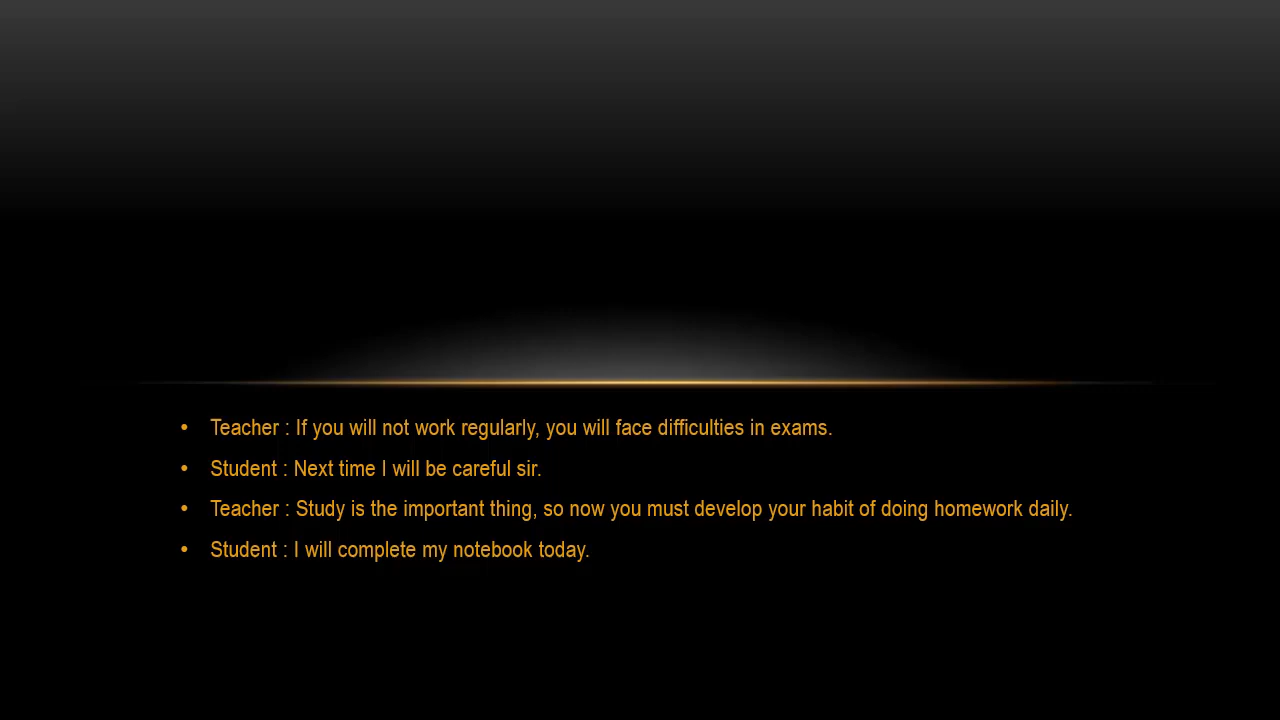 • Teacher : If you will not work regularly, you will face difficulties in exams.
• Student : Next time I will be careful sir.
• Teacher : Study is the important thing, so now you must develop your habit of doing homework daily.
• Student : I will complete my notebook today.